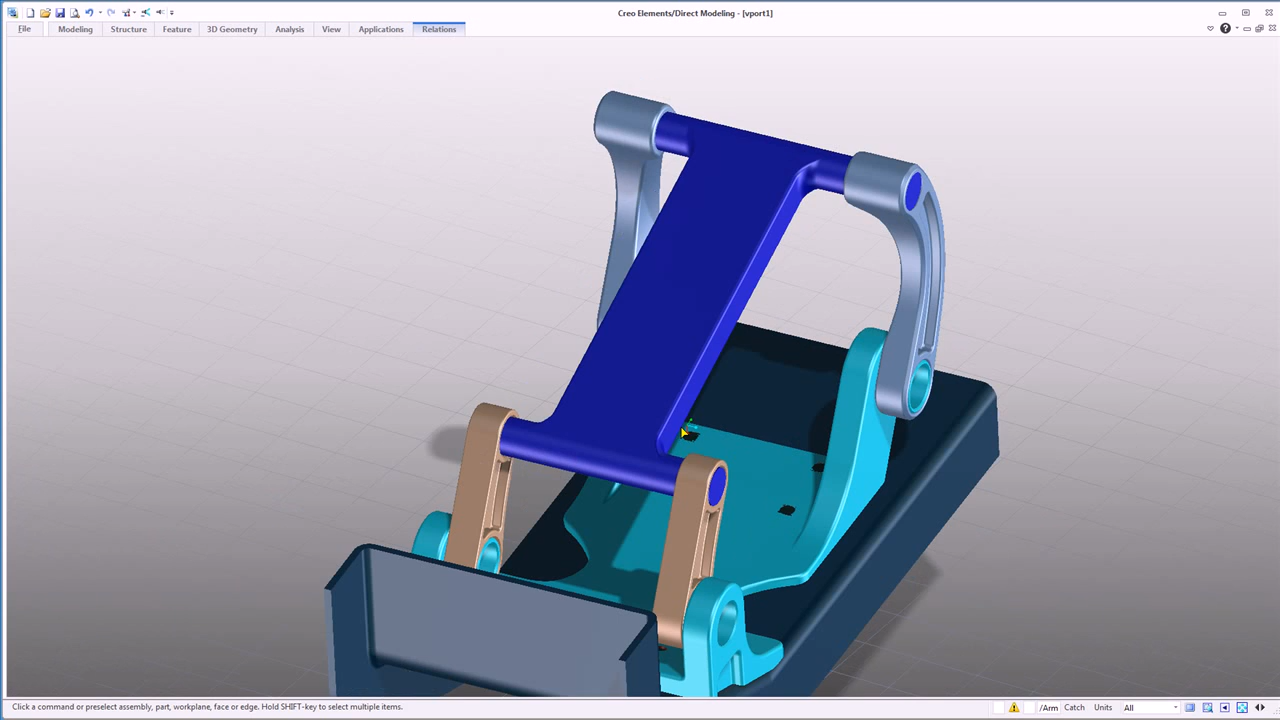 Creo Elements/Direct Modeling - [vport1]
File Modeling Structure Feature 3D Geometry Analysis View Applications Relations
Click a command or preselect assembly, part, workplane, face or edge. Hold SHIFT-key to select multiple items. /Arm Catch Units All